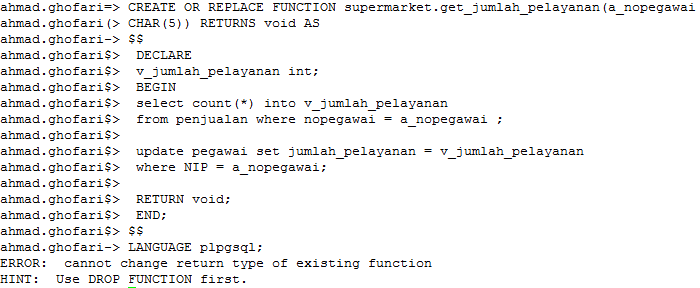 ahmad.ghofari=> CREATE OR REPLACE FUNCTION supermarket.get_jumlah_pelayanan(a_nopegawai
ahmad.ghofari(> CHAR(5)) RETURNS void AS
ahmad.ghofari-> $$
ahmad.ghofari$>  DECLARE
ahmad.ghofari$>  v_jumlah_pelayanan int;
ahmad.ghofari$>  BEGIN
ahmad.ghofari$>  select count(*) into v_jumlah_pelayanan
ahmad.ghofari$>  from penjualan where nopegawai = a_nopegawai ;
ahmad.ghofari$>
ahmad.ghofari$>  update pegawai set jumlah_pelayanan = v_jumlah_pelayanan
ahmad.ghofari$>  where NIP = a_nopegawai;
ahmad.ghofari$>
ahmad.ghofari$>  RETURN void;
ahmad.ghofari$>  END;
ahmad.ghofari$> $$
ahmad.ghofari-> LANGUAGE plpgsql;
ERROR:  cannot change return type of existing function
HINT:  Use DROP FUNCTION first.